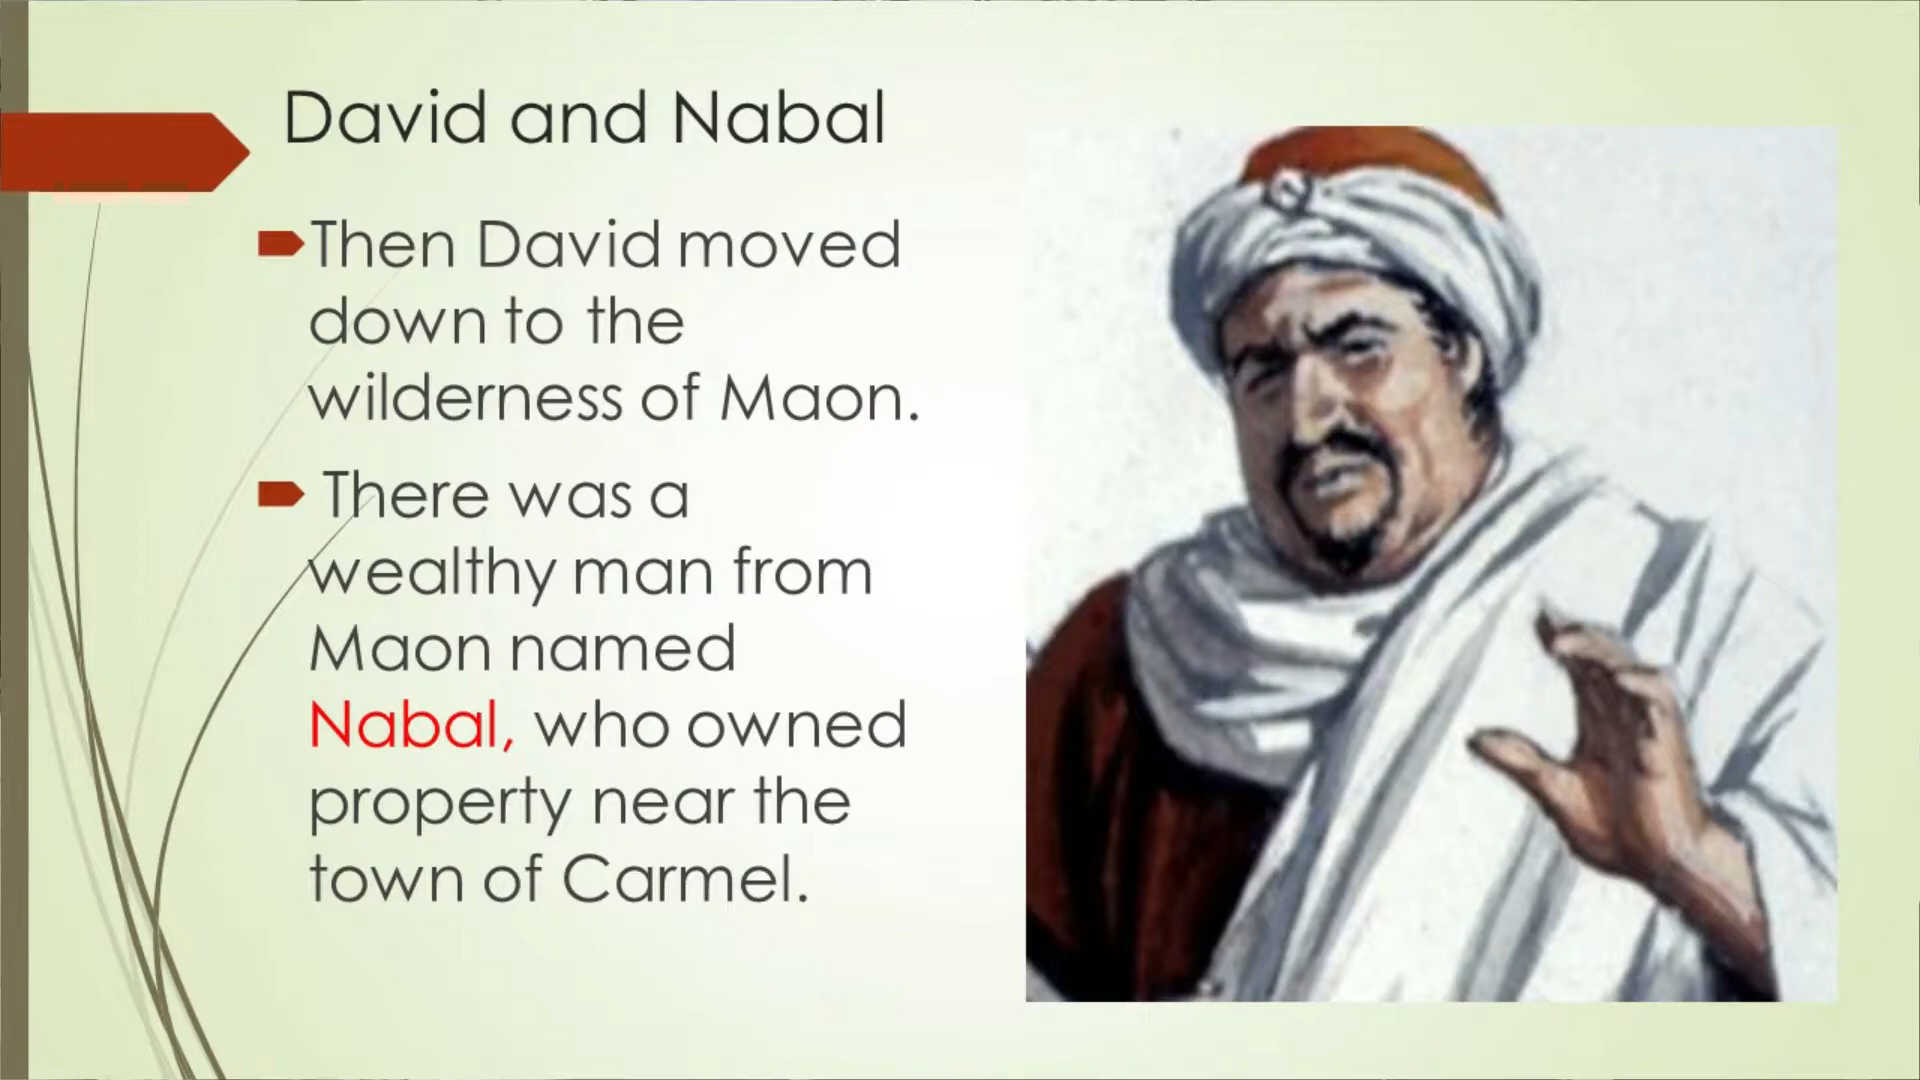 David and Nabal
Then David moved
down to the
wilderness of Maon.
There was a
wealthy man from
Maon named
Nabal, who owned
property near the
town of Carmel.